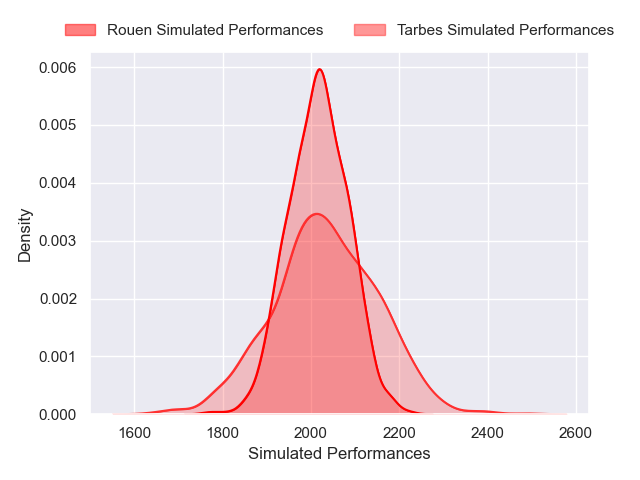 Rouen Simulated Performances Tarbes Simulated Performances
0.006
0.005
0.004
0.003
0.002
0.001
0.000
Density
1600 1800 2000 2200 2400 2600
Simulated Performances